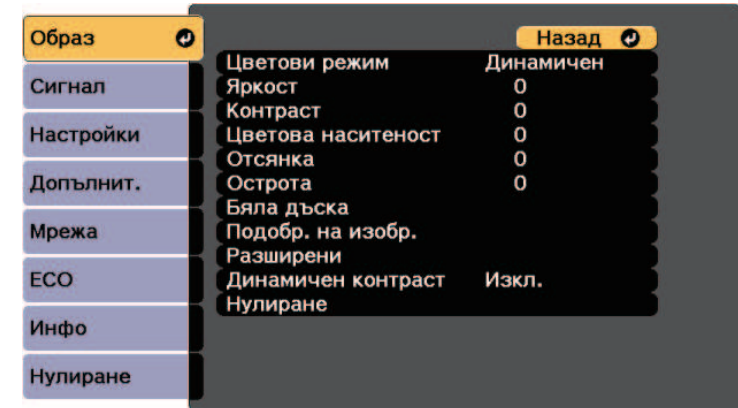 Образ
Сигнал
Настройки
Допълнит.
Мрежа
ECO
Инфо
Нулиране
Назад
Цветови режим Динамичен
Яркост 0
Контраст 0
Цветова наситеност 0
Отсянка 0
Острота 0
Бяла дъска
Подобр. на изобр.
Разширени
Динамичен контраст Изкл.
Нулиране